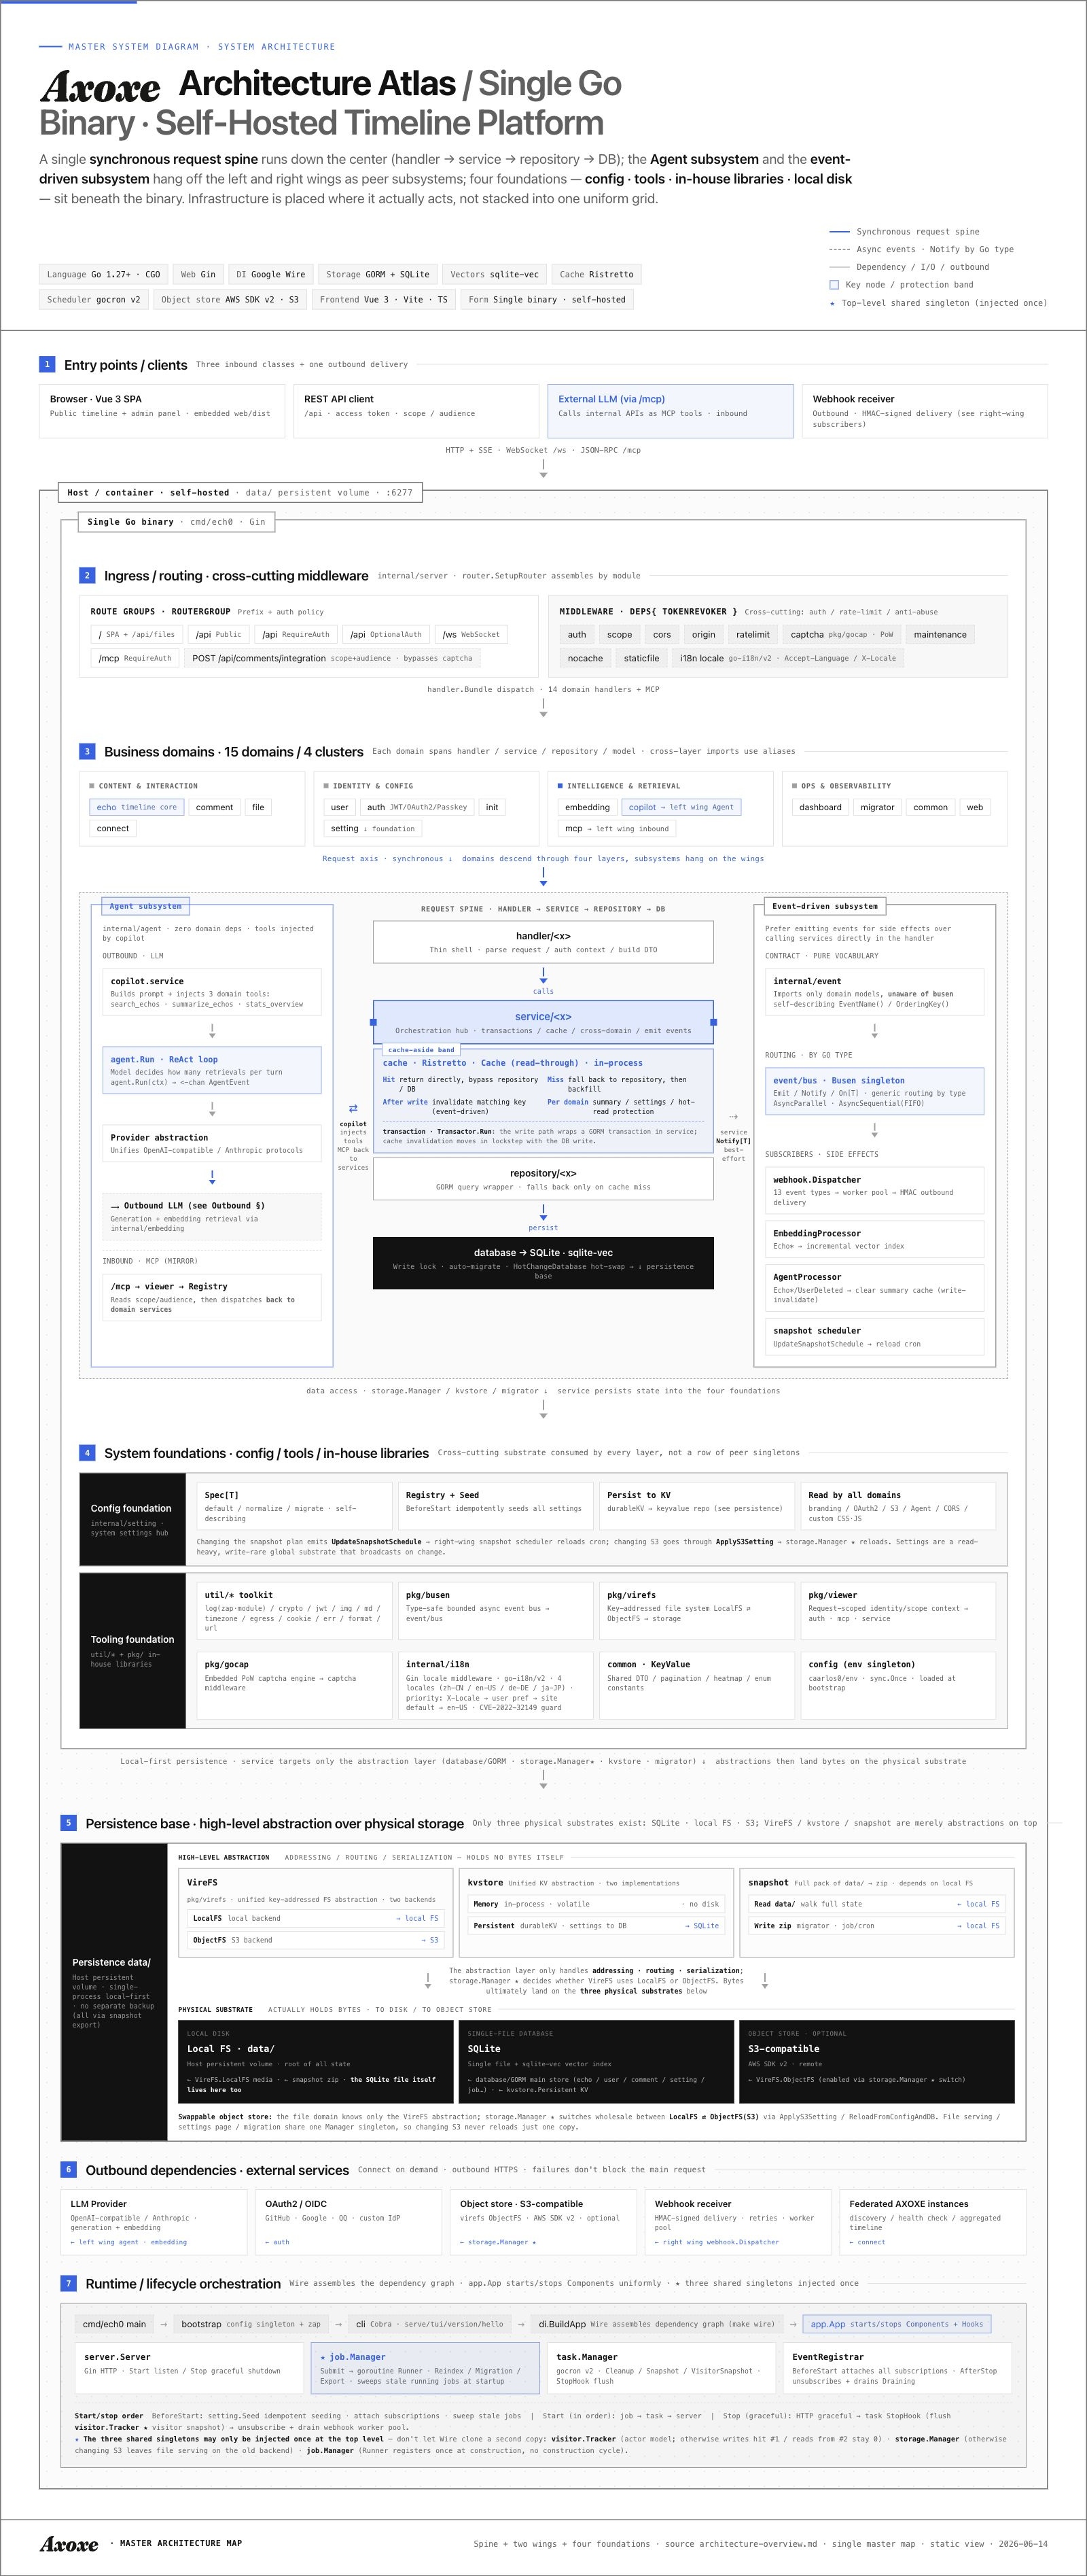 MASTER SYSTEM DIAGRAM · SYSTEM ARCHITECTURE
Axoxe Architecture Atlas / Single Go
Binary · Self-Hosted Timeline Platform
A single synchronous request spine runs down the center (handler → service → repository → DB); the Agent subsystem and the event-
driven subsystem hang off the left and right wings as peer subsystems; four foundations — config · tools · in-house libraries · local disk
— sit beneath the binary. Infrastructure is placed where it actually acts, not stacked into one uniform grid.
Language Go 1.27+ · CGO
Web Gin
DI Google Wire
Storage GORM + SQLite
Vectors sqlite-vec
Cache Ristretto
Scheduler gocron v2
Object store AWS SDK v2 · S3
Frontend Vue 3 · Vite · TS
Form Single binary · self-hosted
Synchronous request spine
Async events · Notify by Go type
Dependency / I/O / outbound
Key node / protection band
★ Top-level shared singleton (injected once)
1 Entry points / clients Three inbound classes + one outbound delivery
Browser · Vue 3 SPA
Public timeline + admin panel · embedded web/dist
REST API client
/api · access token · scope / audience
External LLM (via /mcp)
Calls internal APIs as MCP tools · inbound
Webhook receiver
Outbound · HMAC-signed delivery (see right-wing
subscribers)
HTTP + SSE · WebSocket /ws · JSON-RPC /mcp
Host / container · self-hosted · data/ persistent volume · :6277
Single Go binary · cmd/ech0 · Gin
2 Ingress / routing · cross-cutting middleware internal/server · router.SetupRouter assembles by module
ROUTE GROUPS · ROUTERGROUP Prefix + auth policy
/ SPA + /api/files
/api Public
/api RequireAuth
/api OptionalAuth
/ws WebSocket
/mcp RequireAuth
POST /api/comments/integration scope+audience · bypasses captcha
MIDDLEWARE · DEPS{ TOKENREVOKER } Cross-cutting: auth / rate-limit / anti-abuse
auth
scope
cors
origin
ratelimit
captcha pkg/gocap · PoW
maintenance
nocache
staticfile
i18n locale go-i18n/v2 · Accept-Language / X-Locale
handler.Bundle dispatch · 14 domain handlers + MCP
3 Business domains · 15 domains / 4 clusters Each domain spans handler / service / repository / model · cross-layer imports use aliases
CONTENT & INTERACTION
echo timeline core
comment
file
connect
IDENTITY & CONFIG
user
auth JWT/OAuth2/Passkey
init
setting ↓ foundation
INTELLIGENCE & RETRIEVAL
embedding
copilot → left wing Agent
mcp → left wing inbound
OPS & OBSERVABILITY
dashboard
migrator
common
web
Request axis · synchronous ↓ domains descend through four layers, subsystems hang on the wings
Agent subsystem
internal/agent · zero domain deps · tools injected
by copilot
OUTBOUND · LLM
copilot.service
Builds prompt + injects 3 domain tools:
search_echos · summarize_echos · stats_overview
agent.Run · ReAct loop
Model decides how many retrievals per turn
agent.Run(ctx) → <-chan AgentEvent
Provider abstraction
Unifies OpenAI-compatible / Anthropic protocols
⟶ Outbound LLM (see Outbound §)
Generation + embedding retrieval via
internal/embedding
INBOUND · MCP (MIRROR)
/mcp → viewer → Registry
Reads scope/audience, then dispatches back to
domain services
⇄
copilot
injects
tools
MCP back
to
services
REQUEST SPINE · HANDLER → SERVICE → REPOSITORY → DB
handler/<x>
Thin shell · parse request / auth context / build DTO
calls
service/<x>
Orchestration hub · transactions / cache / cross-domain / emit events
cache-aside band
cache · Ristretto · Cache (read-through) · in-process
Hit return directly, bypass repository
/ DB
Miss fall back to repository, then
backfill
After write invalidate matching key
(event-driven)
Per domain summary / settings / hot-
read protection
transaction · Transactor.Run: the write path wraps a GORM transaction in service;
cache invalidation moves in lockstep with the DB write.
repository/<x>
GORM query wrapper · falls back only on cache miss
persist
database → SQLite · sqlite-vec
Write lock · auto-migrate · HotChangeDatabase hot-swap → ↓ persistence
base
⇢
service
Notify[T]
best-
effort
Event-driven subsystem
Prefer emitting events for side effects over
calling services directly in the handler
CONTRACT · PURE VOCABULARY
internal/event
Imports only domain models, unaware of busen
self-describing EventName() / OrderingKey()
ROUTING · BY GO TYPE
event/bus · Busen singleton
Emit / Notify / On[T] · generic routing by type
AsyncParallel · AsyncSequential(FIFO)
SUBSCRIBERS · SIDE EFFECTS
webhook.Dispatcher
13 event types → worker pool → HMAC outbound
delivery
EmbeddingProcessor
Echo∗ → incremental vector index
AgentProcessor
Echo∗/UserDeleted → clear summary cache (write-
invalidate)
snapshot scheduler
UpdateSnapshotSchedule → reload cron
data access · storage.Manager / kvstore / migrator ↓ service persists state into the four foundations
4 System foundations · config / tools / in-house libraries Cross-cutting substrate consumed by every layer, not a row of peer singletons
Config foundation
internal/setting ·
system settings hub
Spec[T]
default / normalize / migrate · self-
describing
Registry + Seed
BeforeStart idempotently seeds all settings
Persist to KV
durableKV → keyvalue repo (see persistence)
Read by all domains
branding / OAuth2 / S3 / Agent / CORS /
custom CSS·JS
Changing the snapshot plan emits UpdateSnapshotSchedule → right-wing snapshot scheduler reloads cron; changing S3 goes through ApplyS3Setting → storage.Manager ★ reloads. Settings are a read-
heavy, write-rare global substrate that broadcasts on change.
Tooling foundation
util/∗ + pkg/ in-
house libraries
util/∗ toolkit
log(zap·module) / crypto / jwt / img / md /
timezone / egress / cookie / err / format /
url
pkg/busen
Type-safe bounded async event bus →
event/bus
pkg/virefs
Key-addressed file system LocalFS ⇄
ObjectFS → storage
pkg/viewer
Request-scoped identity/scope context →
auth · mcp · service
pkg/gocap
Embedded PoW captcha engine → captcha
middleware
internal/i18n
Gin locale middleware · go-i18n/v2 · 4
locales (zh-CN / en-US / de-DE / ja-JP) ·
priority: X-Locale → user pref → site
default → en-US · CVE-2022-32149 guard
common · KeyValue
Shared DTO / pagination / heatmap / enum
constants
config (env singleton)
caarlos0/env · sync.Once · loaded at
bootstrap
Local-first persistence · service targets only the abstraction layer (database/GORM · storage.Manager★ · kvstore · migrator) ↓ abstractions then land bytes on the physical substrate
5 Persistence base · high-level abstraction over physical storage Only three physical substrates exist: SQLite · local FS · S3; VireFS / kvstore / snapshot are merely abstractions on top
Persistence data/
Host persistent
volume · single-
process local-first
· no separate backup
(all via snapshot
export)
HIGH-LEVEL ABSTRACTION ADDRESSING / ROUTING / SERIALIZATION — HOLDS NO BYTES ITSELF
VireFS
pkg/virefs · unified key-addressed FS abstraction · two backends
LocalFS local backend → local FS
ObjectFS S3 backend → S3
kvstore Unified KV abstraction · two implementations
Memory in-process · volatile · no disk
Persistent durableKV · settings to DB → SQLite
snapshot Full pack of data/ → zip · depends on local FS
Read data/ walk full state ← local FS
Write zip migrator · job/cron → local FS
The abstraction layer only handles addressing · routing · serialization;
storage.Manager ★ decides whether VireFS uses LocalFS or ObjectFS. Bytes
ultimately land on the three physical substrates below
PHYSICAL SUBSTRATE ACTUALLY HOLDS BYTES · TO DISK / TO OBJECT STORE
LOCAL DISK
Local FS · data/
Host persistent volume · root of all state
← VireFS.LocalFS media · ← snapshot zip · the SQLite file itself
lives here too
SINGLE-FILE DATABASE
SQLite
Single file + sqlite-vec vector index
← database/GORM main store (echo / user / comment / setting /
job…) · ← kvstore.Persistent KV
OBJECT STORE · OPTIONAL
S3-compatible
AWS SDK v2 · remote
← VireFS.ObjectFS (enabled via storage.Manager ★ switch)
Swappable object store: the file domain knows only the VireFS abstraction; storage.Manager ★ switches wholesale between LocalFS ⇄ ObjectFS(S3) via ApplyS3Setting / ReloadFromConfigAndDB. File serving /
settings page / migration share one Manager singleton, so changing S3 never reloads just one copy.
6 Outbound dependencies · external services Connect on demand · outbound HTTPS · failures don't block the main request
LLM Provider
OpenAI-compatible / Anthropic ·
generation + embedding
← left wing agent · embedding
OAuth2 / OIDC
GitHub · Google · QQ · custom IdP
← auth
Object store · S3-compatible
virefs ObjectFS · AWS SDK v2 · optional
← storage.Manager ★
Webhook receiver
HMAC-signed delivery · retries · worker
pool
← right wing webhook.Dispatcher
Federated AXOXE instances
discovery / health check / aggregated
timeline
← connect
7 Runtime / lifecycle orchestration Wire assembles the dependency graph · app.App starts/stops Components uniformly · ★ three shared singletons injected once
cmd/ech0 main → bootstrap config singleton + zap → cli Cobra · serve/tui/version/hello → di.BuildApp Wire assembles dependency graph (make wire) → app.App starts/stops Components + Hooks
server.Server
Gin HTTP · Start listen / Stop graceful shutdown
★ job.Manager
Submit → goroutine Runner · Reindex / Migration /
Export · sweeps stale running jobs at startup
task.Manager
gocron v2 · Cleanup / Snapshot / VisitorSnapshot ·
StopHook flush
EventRegistrar
BeforeStart attaches all subscriptions · AfterStop
unsubscribes + drains Draining
Start/stop order BeforeStart: setting.Seed idempotent seeding · attach subscriptions · sweep stale jobs | Start (in order): job → task → server | Stop (graceful): HTTP graceful → task StopHook (flush
visitor.Tracker ★ visitor snapshot) → unsubscribe + drain webhook worker pool.
★ The three shared singletons may only be injected once at the top level — don't let Wire clone a second copy: visitor.Tracker (actor model; otherwise writes hit #1 / reads from #2 stay 0) · storage.Manager (otherwise
changing S3 leaves file serving on the old backend) · job.Manager (Runner registers once at construction, no construction cycle).
Axoxe · MASTER ARCHITECTURE MAP
Spine + two wings + four foundations · source architecture-overview.md · single master map · static view · 2026-06-14